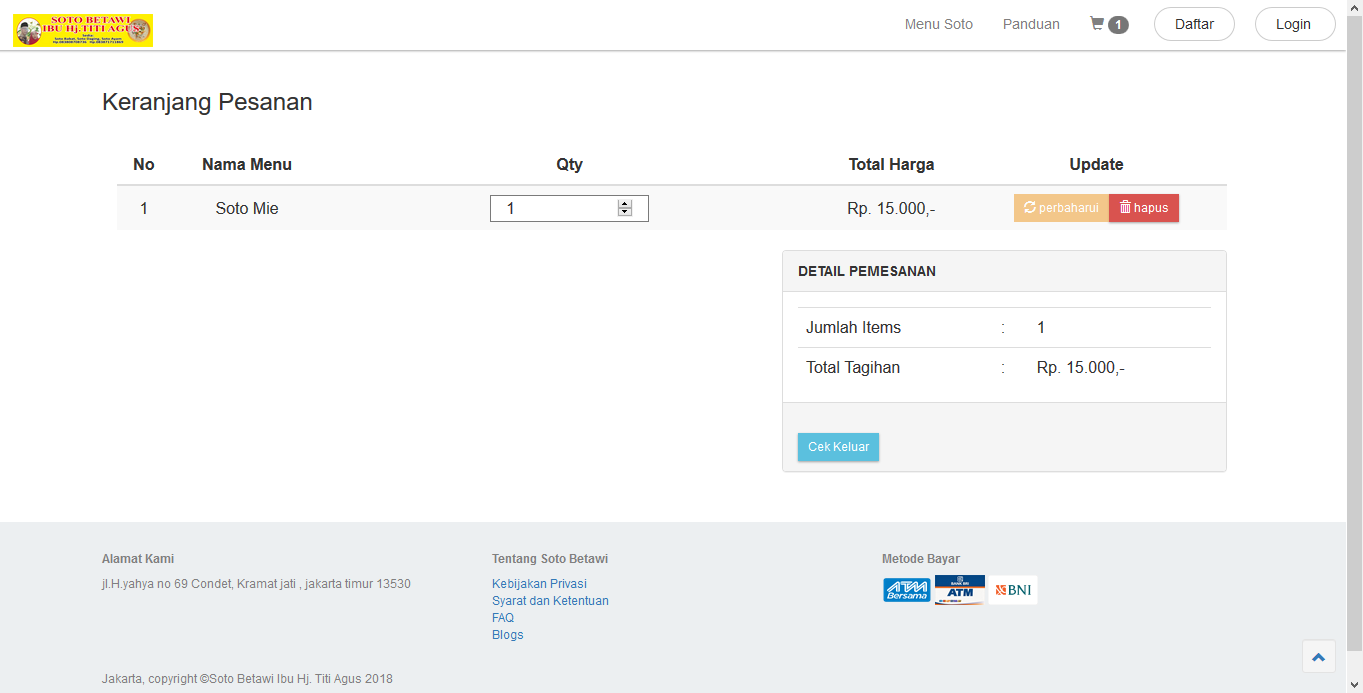 SOTO BETAWI
IBU Hj.TITI AGUS
Menu Soto
Panduan
1
Daftar
Login
Keranjang Pesanan
No Nama Menu Qty Total Harga Update
1 Soto Mie 1 Rp. 15.000,- perbaharui hapus
DETAIL PEMESANAN
Jumlah Items : 1
Total Tagihan : Rp. 15.000,-
Cek Keluar
Alamat Kami
jl.H.yahya no 69 Condet, Kramat jati , jakarta timur 13530
Tentang Soto Betawi
Kebijakan Privasi
Syarat dan Ketentuan
FAQ
Blogs
Metode Bayar
ATM
Bersama
BANK BRI
ATM
BNI
Jakarta, copyright ©Soto Betawi Ibu Hj. Titi Agus 2018